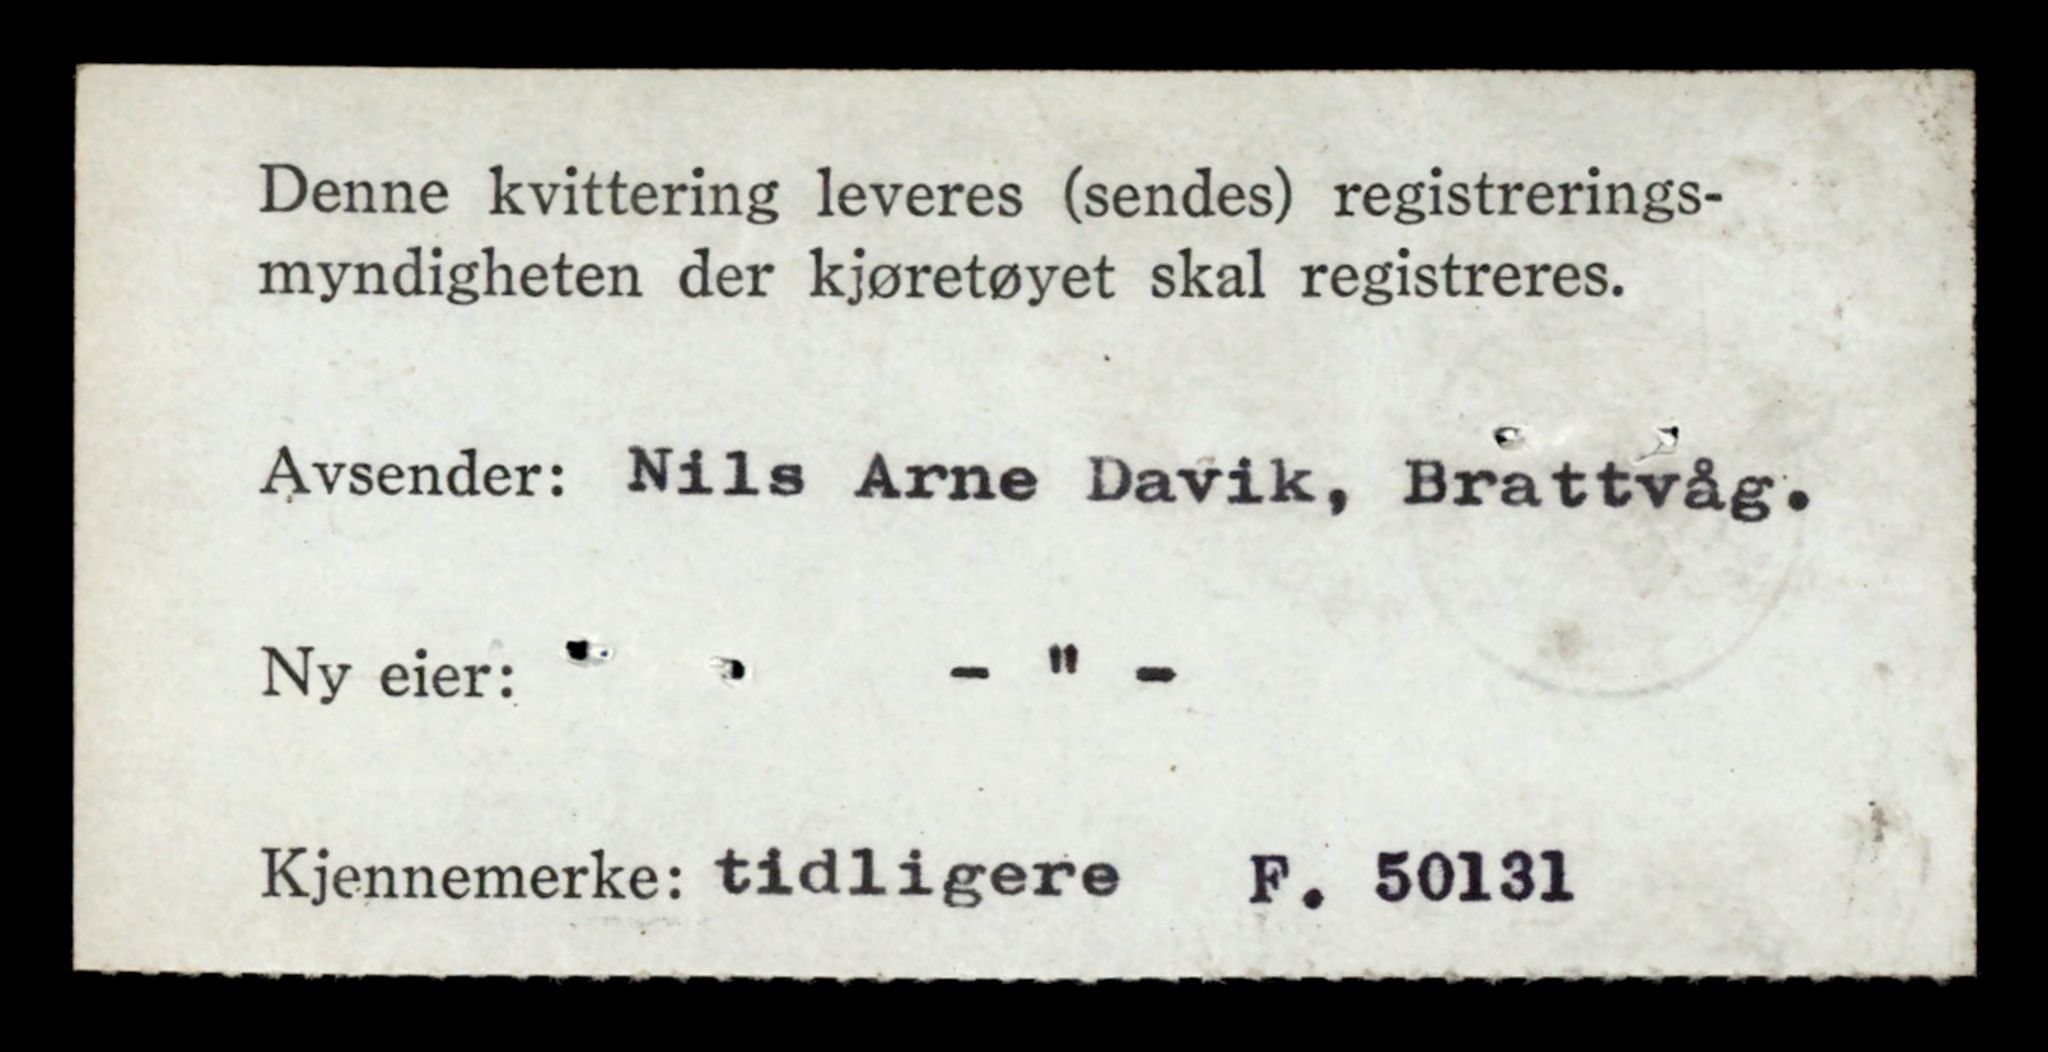 Denne kvittering leveres (sendes) registrerings-
myndigheten der kjøretøyet skal registreres.
Avsender: Nils Arne Davik, Brattvåg.
Ny eier: - " -
Kjennemerke: tidligere F. 50131